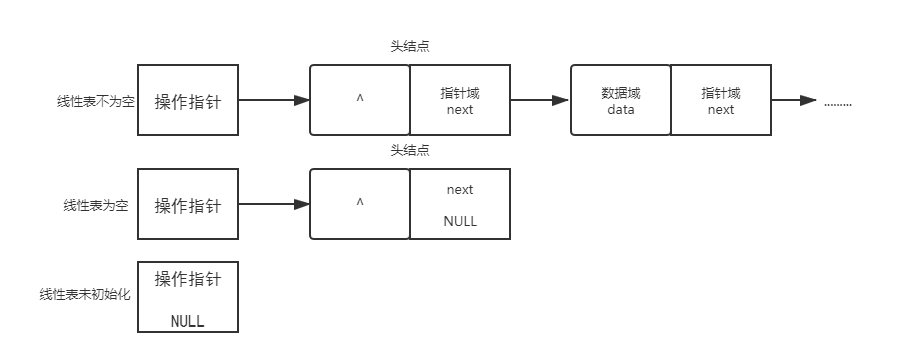 头结点
线性表不为空
操作指针
^
指针域
next
数据域
data
指针域
next
.........
头结点
线性表为空
操作指针
^
next
NULL
线性表未初始化
操作指针
NULL